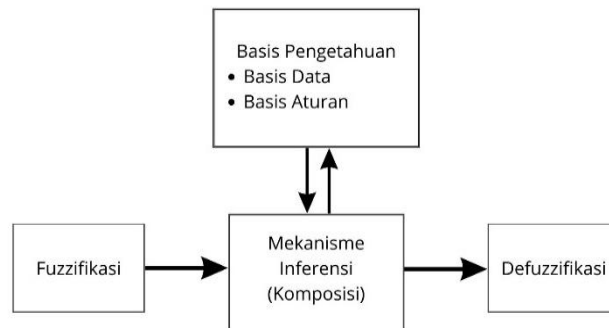 Basis Pengetahuan
• Basis Data
• Basis Aturan
Fuzzifikasi
Mekanisme
Inferensi
(Komposisi)
Defuzzifikasi